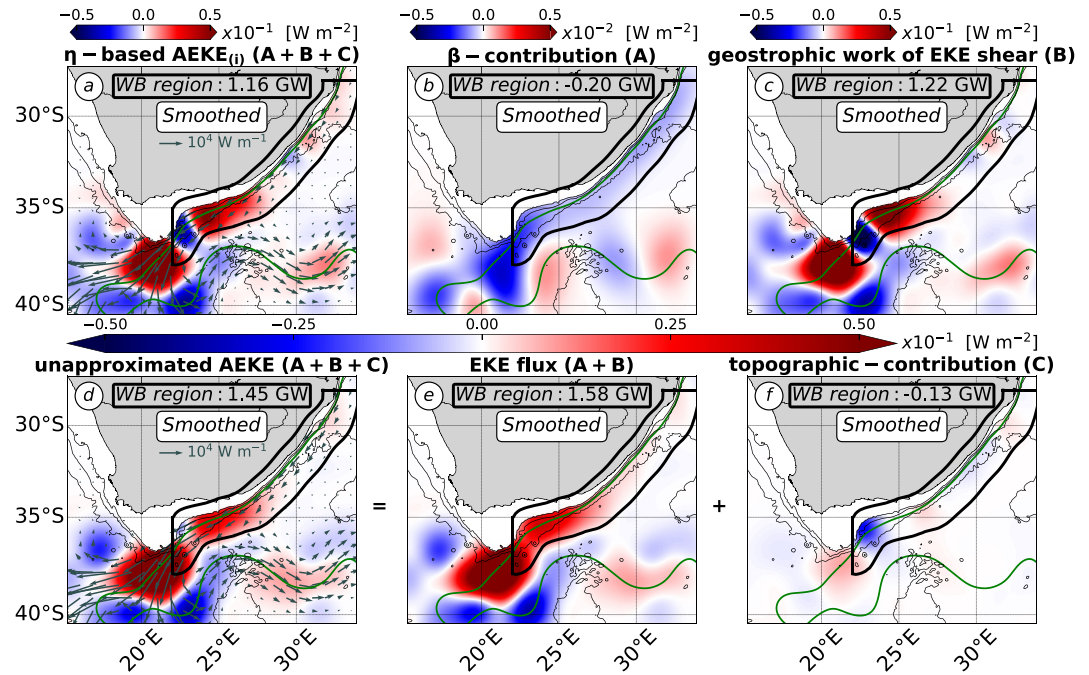 −0.5 0.0 0.5 x10⁻¹ [W m⁻²]
−0.5 0.0 0.5 x10⁻² [W m⁻²]
−0.5 0.0 0.5 x10⁻¹ [W m⁻²]
η−based AEKE₍ᵢ₎ (A+B+C)
β−contribution (A)
geostrophic work of EKE shear (B)
a
WB region : 1.16 GW
Smoothed
10⁴ W m⁻¹
b
WB region : -0.20 GW
Smoothed
c
WB region : 1.22 GW
Smoothed
30°S
35°S
40°S
−0.50 −0.25 0.00 0.25 0.50
x10⁻¹ [W m⁻²]
unapproximated AEKE (A+B+C)
EKE flux (A+B)
topographic−contribution (C)
d
WB region : 1.45 GW
Smoothed
10⁴ W m⁻¹
e
WB region : 1.58 GW
Smoothed
f
WB region : -0.13 GW
Smoothed
30°S
35°S
40°S
=
+
20°E 25°E 30°E
20°E 25°E 30°E
20°E 25°E 30°E